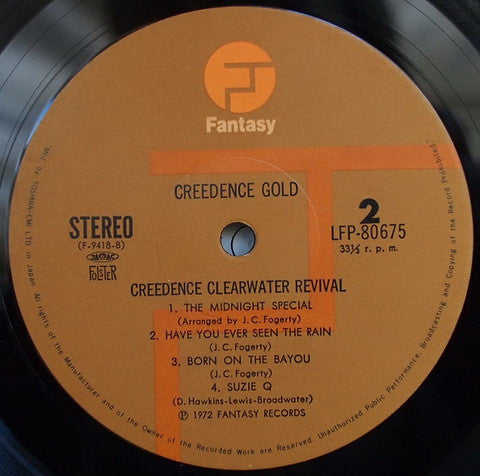 Fantasy
CREEDENCE GOLD
STEREO
(F-9418-B)
2
LFP-80675
33⅓ r. p. m.
CREEDENCE CLEARWATER REVIVAL
1. THE MIDNIGHT SPECIAL
(Arranged by J. C. Fogerty)
2. HAVE YOU EVER SEEN THE RAIN
(J. C. Fogerty)
3. BORN ON THE BAYOU
(J. C. Fogerty)
4. SUZIE Q
(D. Hawkins-Lewis-Broadwater)
℗ 1972 FANTASY RECORDS
Mfd by TOSHIBA-EMI LTD in Japan. All rights of the Manufacturer and of the Owner of the Recorded Work are Reserved. Unauthorized Public Performance, Broadcasting and Copying of the Record Prohibited.